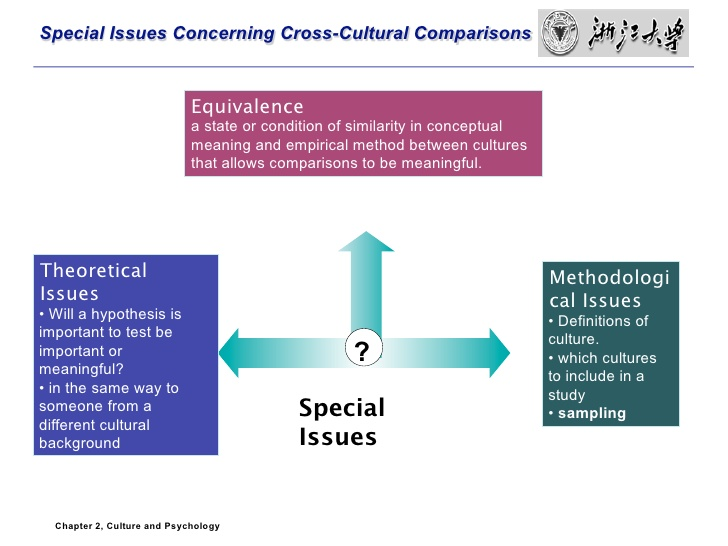 Special Issues Concerning Cross-Cultural Comparisons
浙江大学
Equivalence
a state or condition of similarity in conceptual
meaning and empirical method between cultures
that allows comparisons to be meaningful.
Theoretical
Issues
• Will a hypothesis is
important to test be
important or
meaningful?
• in the same way to
someone from a
different cultural
background
?
Special
Issues
Methodologi
cal Issues
• Definitions of
culture.
• which cultures
to include in a
study
• sampling
Chapter 2, Culture and Psychology